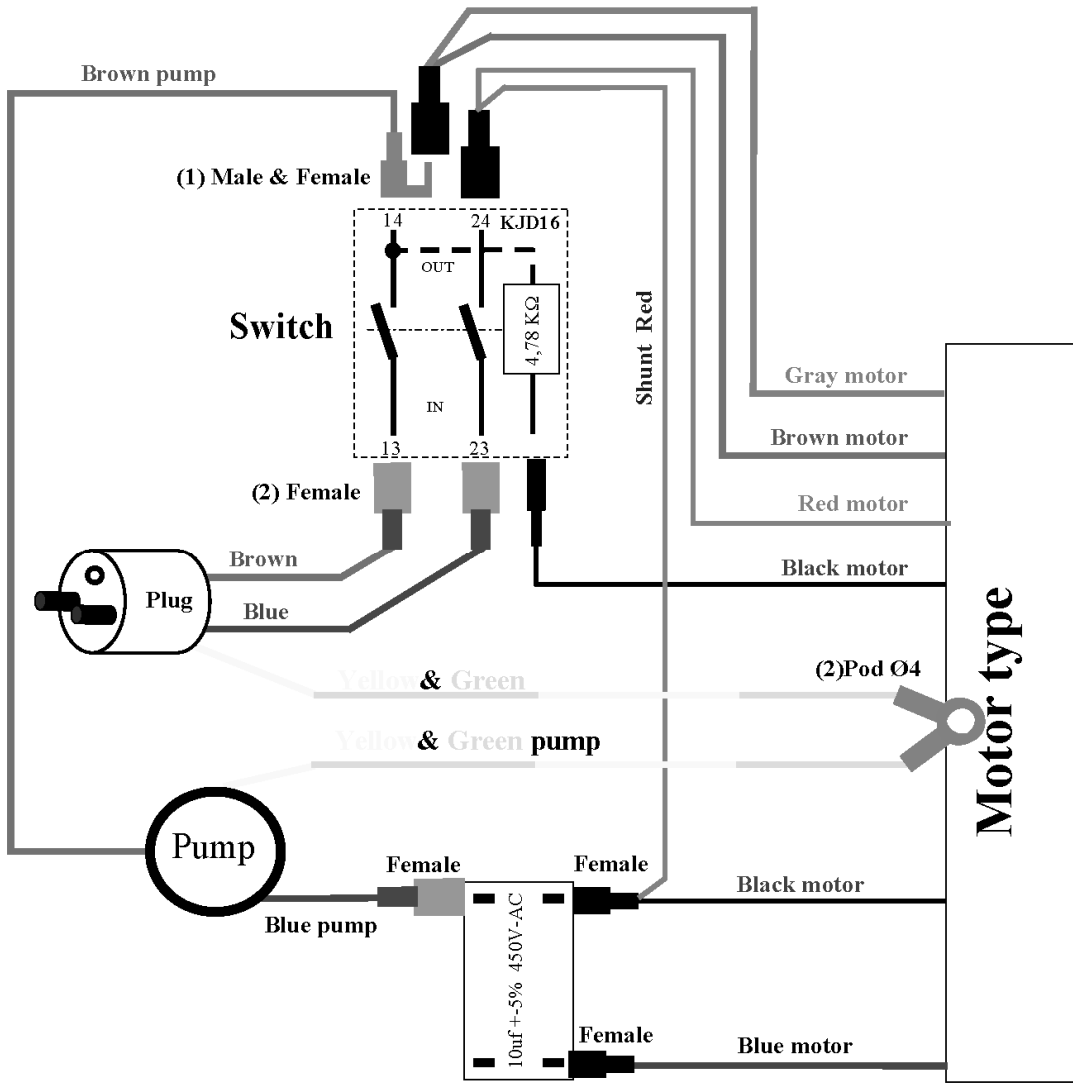 Brown pump
(1) Male & Female
14
24
KJD16
OUT
Switch
4,78 KΩ
Shunt Red
IN
13
23
(2) Female
Gray motor
Brown motor
Red motor
Black motor
Brown
Plug
Blue
Yellow & Green
(2)Pod Ø4
Yellow & Green pump
Motor type
Pump
Female
Female
Black motor
Blue pump
10uf +-5% 450V-AC
Female
Blue motor